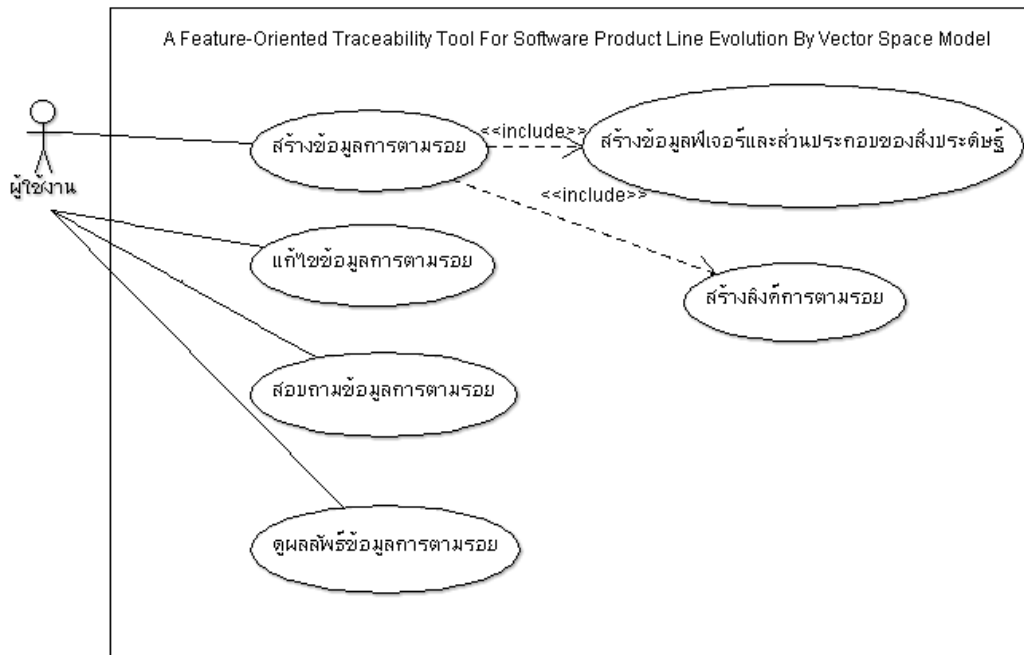 A Feature-Oriented Traceability Tool For Software Product Line Evolution By Vector Space Model
ผู้ใช้งาน
สร้างข้อมูลการตามรอย
<<include>>
สร้างข้อมูลฟีเจอร์และส่วนประกอบของสิ่งประดิษฐ์
<<include>>
สร้างลิงค์การตามรอย
แก้ไขข้อมูลการตามรอย
สอบถามข้อมูลการตามรอย
ดูผลลัพธ์ข้อมูลการตามรอย